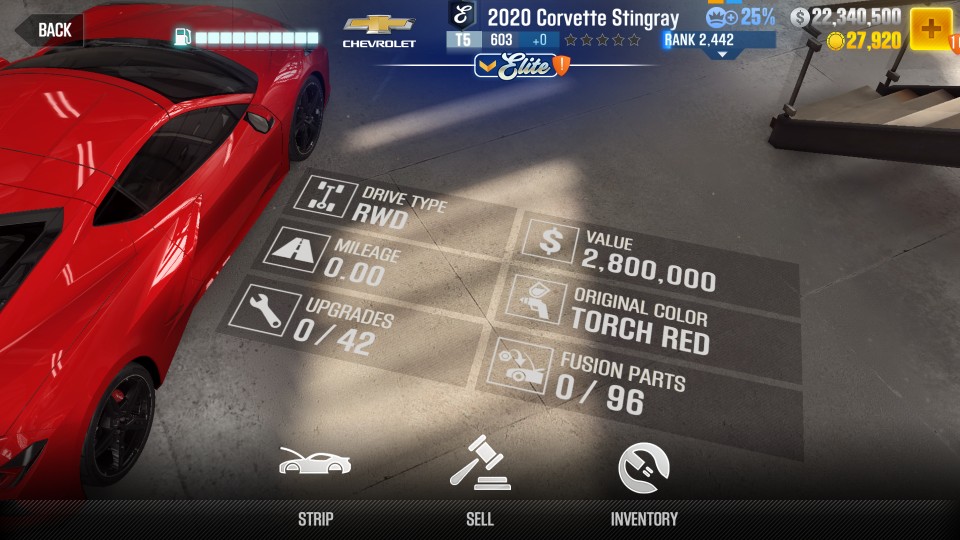 BACK
CHEVROLET
2020 Corvette Stingray
T5 603 +0
Elite
25%
RANK 2,442
22,340,500
27,920
DRIVE TYPE
RWD
MILEAGE
0.00
UPGRADES
0 / 42
VALUE
2,800,000
ORIGINAL COLOR
TORCH RED
FUSION PARTS
0 / 96
STRIP
SELL
INVENTORY